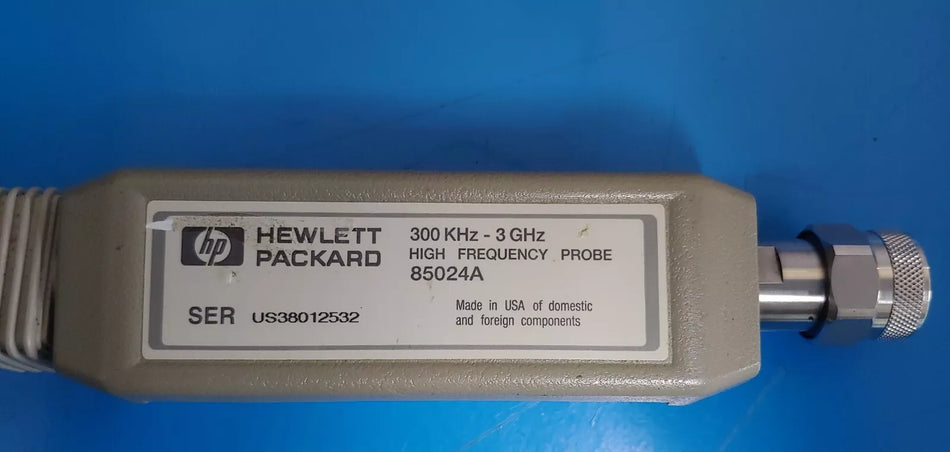 hp HEWLETT PACKARD
300 KHz - 3 GHz
HIGH FREQUENCY PROBE
85024A
SER US38012532
Made in USA of domestic
and foreign components